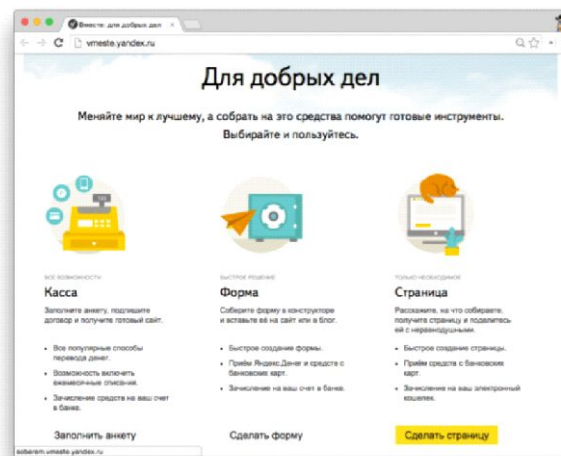 Вместе: для добрых дел
vmeste.yandex.ru
Для добрых дел
Меняйте мир к лучшему, а собрать на это средства помогут готовые инструменты.
Выбирайте и пользуйтесь.
ВСЕ ВОЗМОЖНОСТИ
Касса
Заполните анкету, подпишите
договор и получите готовый сайт.
• Все популярные способы
перевода денег.
• Возможность включить
ежемесячные списания.
• Зачисление средств на ваш счет
в банке.
Заполнить анкету
БЫСТРОЕ РЕШЕНИЕ
Форма
Соберите форму в конструкторе
и вставьте её на сайт или в блог.
• Быстрое создание формы.
• Приём Яндекс.Денег и средств с
банковских карт.
• Зачисление на ваш счет в банке.
Сделать форму
ТОЛЬКО НЕОБХОДИМОЕ
Страница
Расскажите, на что собираете,
получите страницу и поделитесь
ей с неравнодушными.
• Быстрое создание страницы.
• Приём средств с банковских
карт.
• Зачисление на ваш электронный
кошелек.
Сделать страницу
soberem.vmeste.yandex.ru